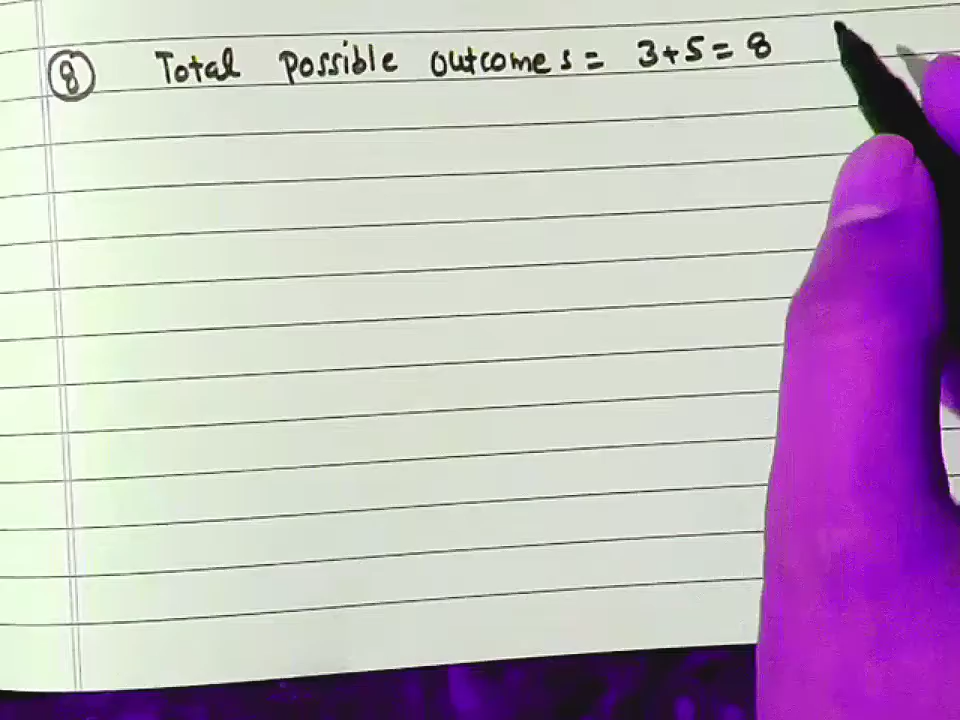 ⑧ Total possible outcomes = 3+5=8